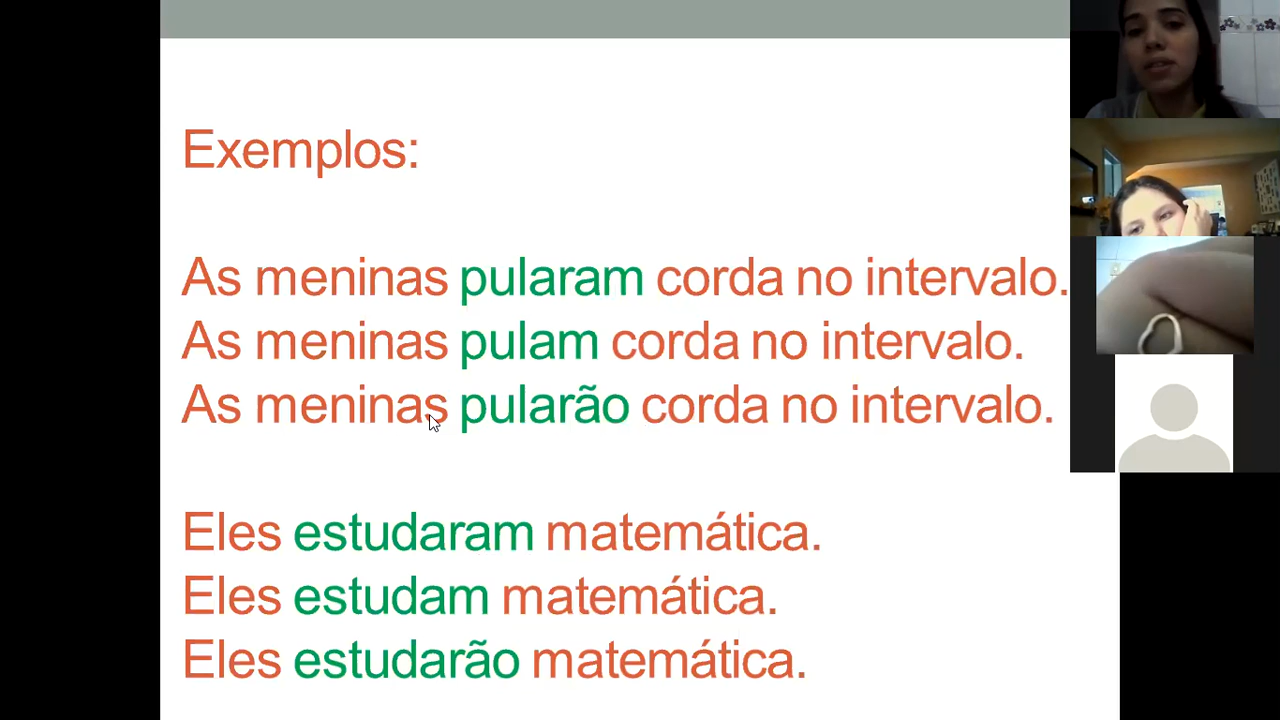 Exemplos:
As meninas pularam corda no intervalo.
As meninas pulam corda no intervalo.
As meninas pularão corda no intervalo.
Eles estudaram matemática.
Eles estudam matemática.
Eles estudarão matemática.